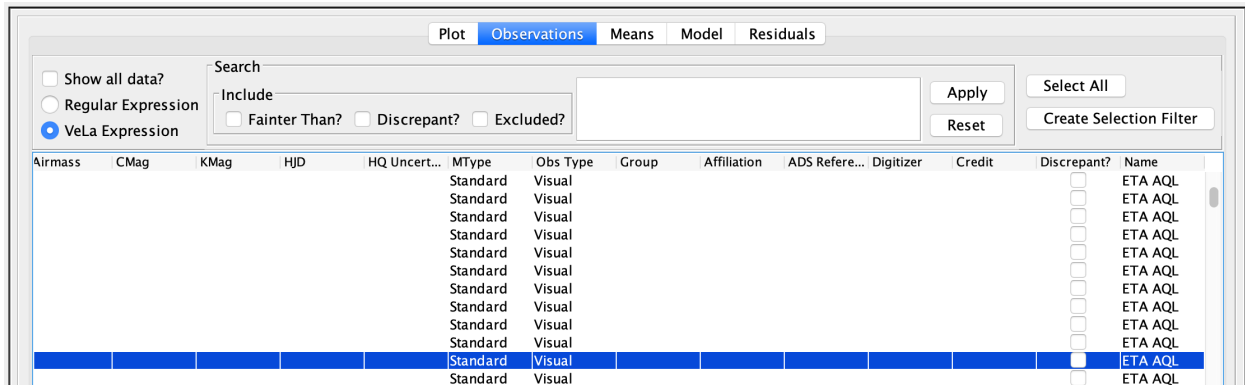 Plot Observations Means Model Residuals
Show all data?
Regular Expression
VeLa Expression
Search
Include
Fainter Than? Discrepant? Excluded?
Apply
Reset
Select All
Create Selection Filter
Airmass CMag KMag HJD HQ Uncert... MType Obs Type Group Affiliation ADS Refere... Digitizer Credit Discrepant? Name
Standard Visual ETA AQL
Standard Visual ETA AQL
Standard Visual ETA AQL
Standard Visual ETA AQL
Standard Visual ETA AQL
Standard Visual ETA AQL
Standard Visual ETA AQL
Standard Visual ETA AQL
Standard Visual ETA AQL
Standard Visual ETA AQL
Standard Visual ETA AQL
Standard Visual ETA AQL